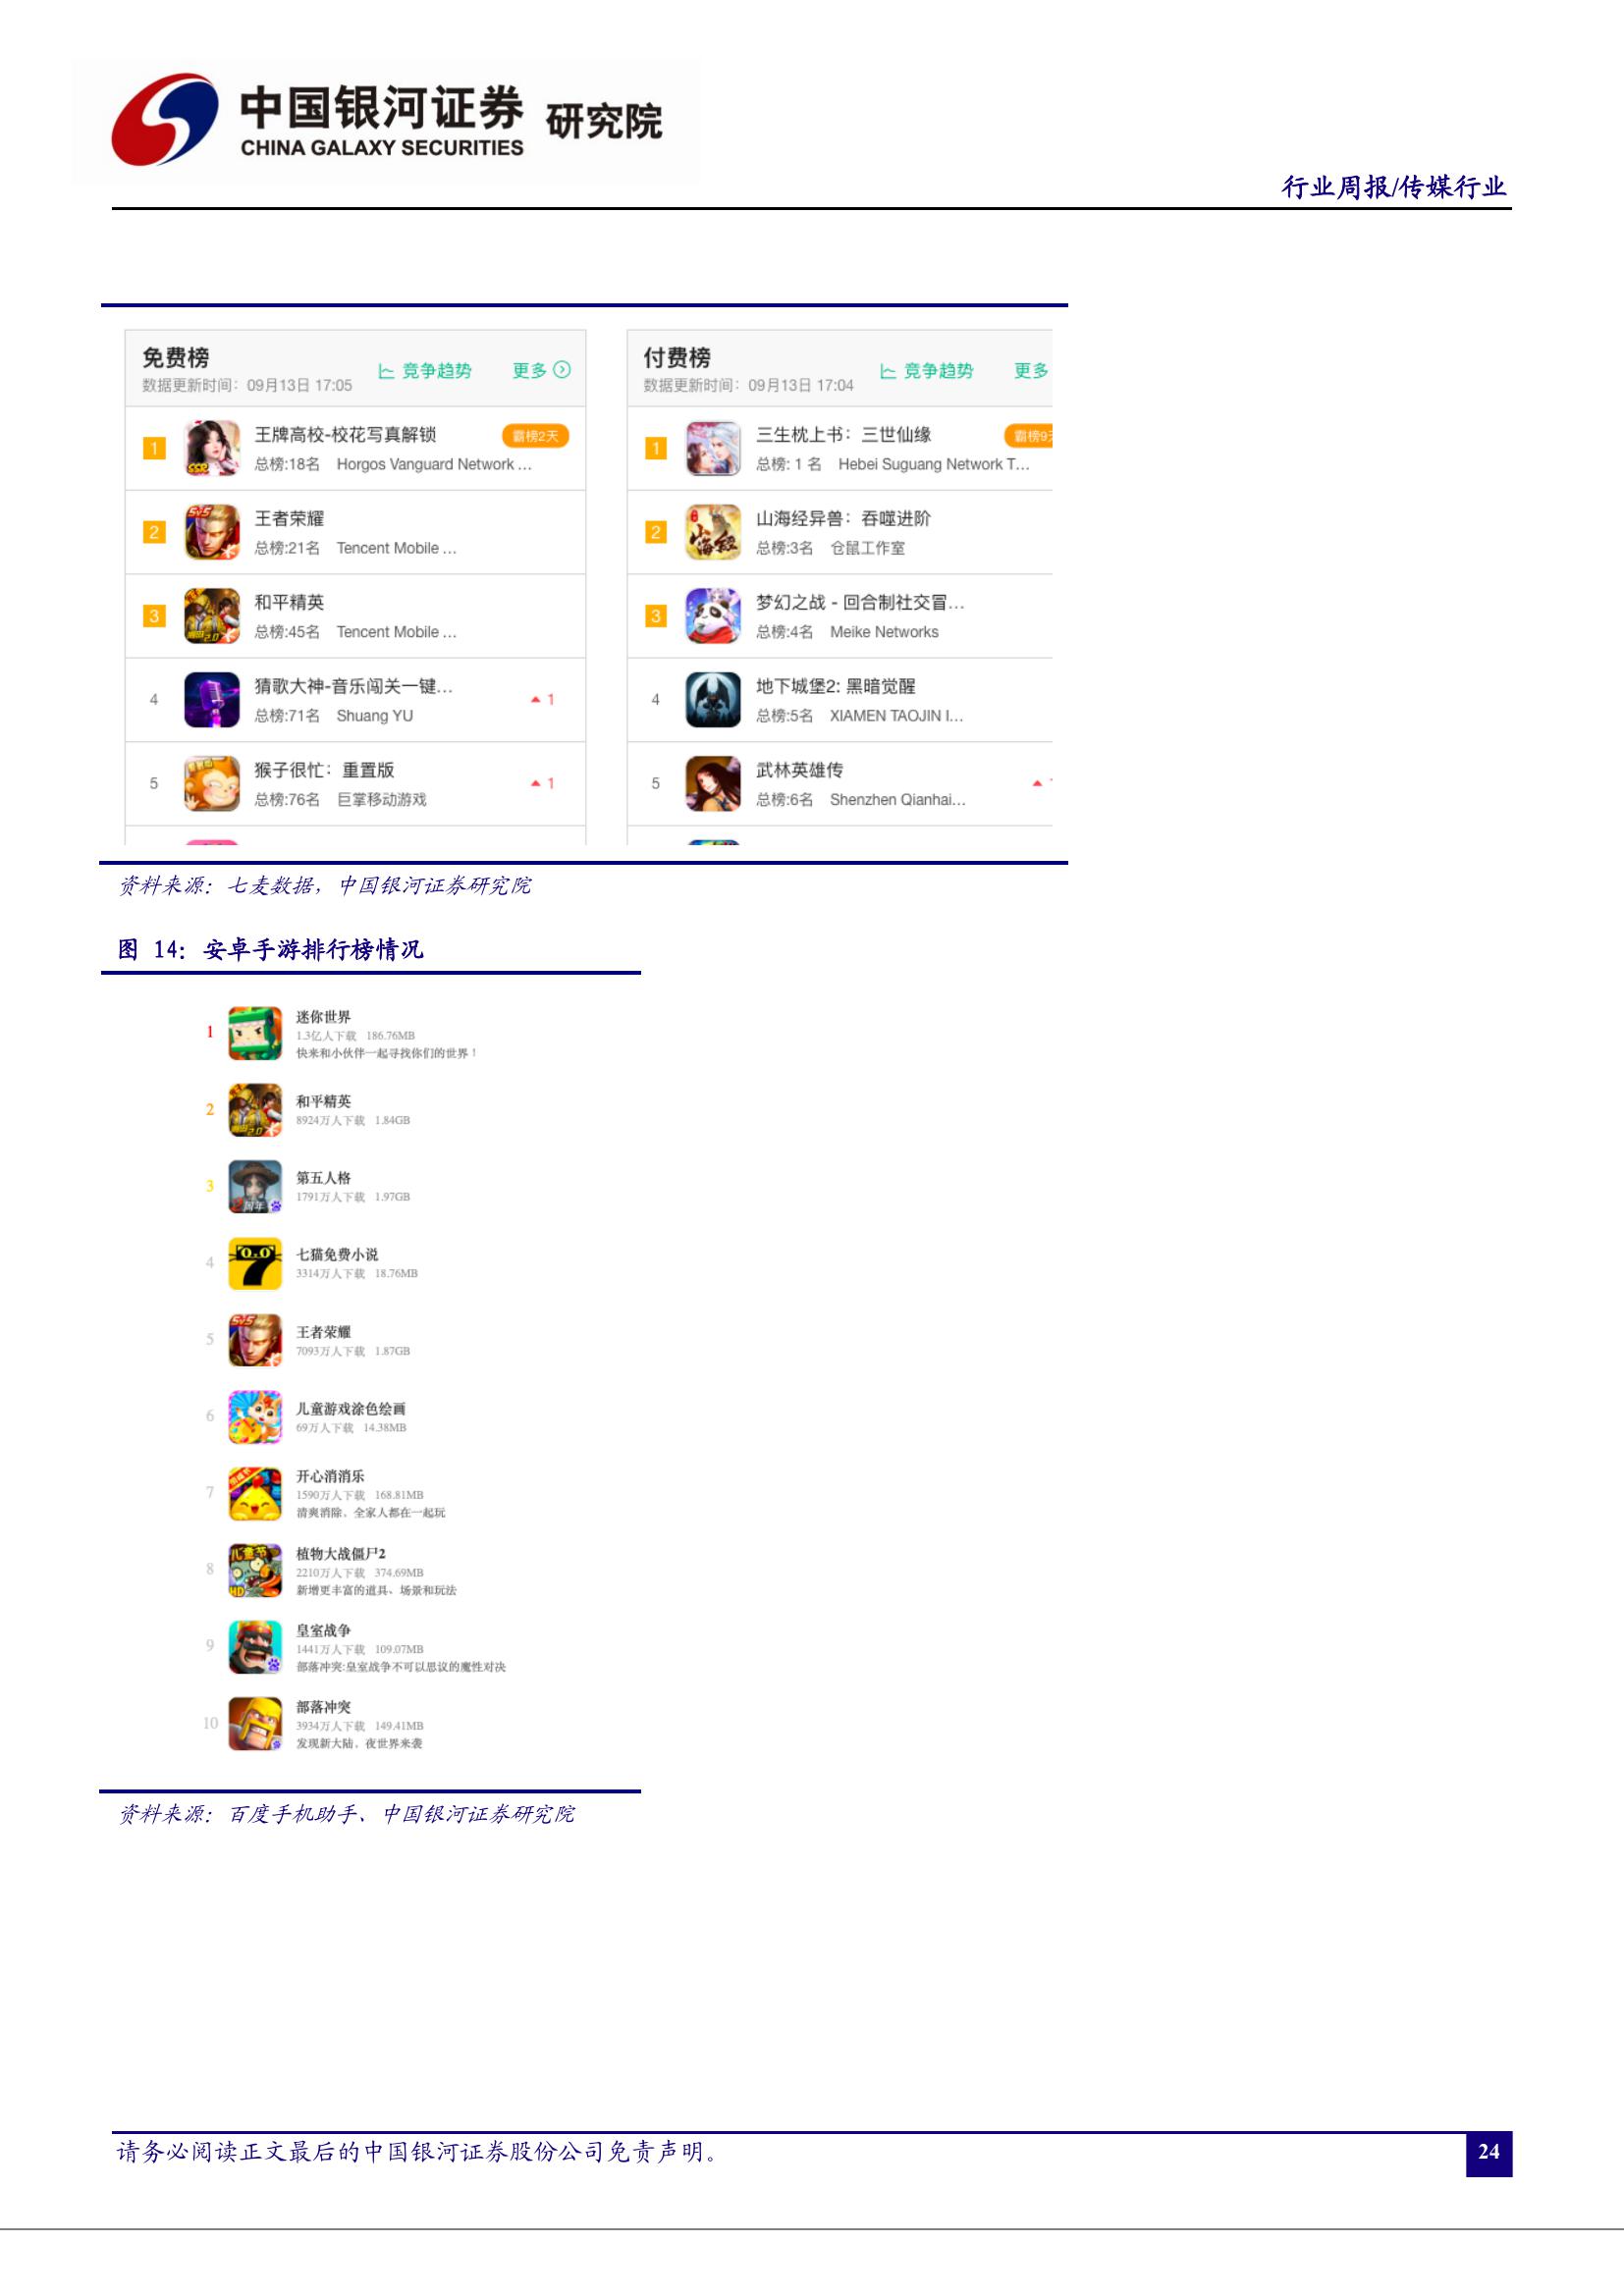 中国银河证券 研究院
CHINA GALAXY SECURITIES
行业周报/传媒行业
免费榜
竞争趋势 更多
数据更新时间：09月13日 17:05
1 王牌高校-校花写真解锁 霸榜2天
总榜:18名 Horgos Vanguard Network ...
2 王者荣耀
总榜:21名 Tencent Mobile ...
3 和平精英
总榜:45名 Tencent Mobile ...
4 猜歌大神-音乐闯关一键... 1
总榜:71名 Shuang YU
5 猴子很忙：重置版 1
总榜:76名 巨掌移动游戏
付费榜
竞争趋势 更多
数据更新时间：09月13日 17:04
1 三生枕上书：三世仙缘 霸榜9
总榜: 1 名 Hebei Suguang Network T...
2 山海经异兽：吞噬进阶
总榜:3名 仓鼠工作室
3 梦幻之战 - 回合制社交冒...
总榜:4名 Meike Networks
4 地下城堡2: 黑暗觉醒
总榜:5名 XIAMEN TAOJIN I...
5 武林英雄传
总榜:6名 Shenzhen Qianhai...
资料来源：七麦数据，中国银河证券研究院
图 14：安卓手游排行榜情况
1 迷你世界
1.3亿人下载 186.76MB
快来和小伙伴一起寻找你们的世界！
2 和平精英
8924万人下载 1.84GB
3 第五人格
1791万人下载 1.97GB
4 七猫免费小说
3314万人下载 18.76MB
5 王者荣耀
7093万人下载 1.87GB
6 儿童游戏涂色绘画
69万人下载 14.38MB
7 开心消消乐
1590万人下载 168.81MB
清爽消除，全家人都在一起玩
8 植物大战僵尸2
2210万人下载 374.69MB
新增更丰富的道具、场景和玩法
9 皇室战争
1441万人下载 109.07MB
部落冲突:皇室战争不可以思议的魔性对决
10 部落冲突
3934万人下载 149.41MB
发现新大陆，夜世界来袭
资料来源：百度手机助手、中国银河证券研究院
请务必阅读正文最后的中国银河证券股份公司免责声明。
24